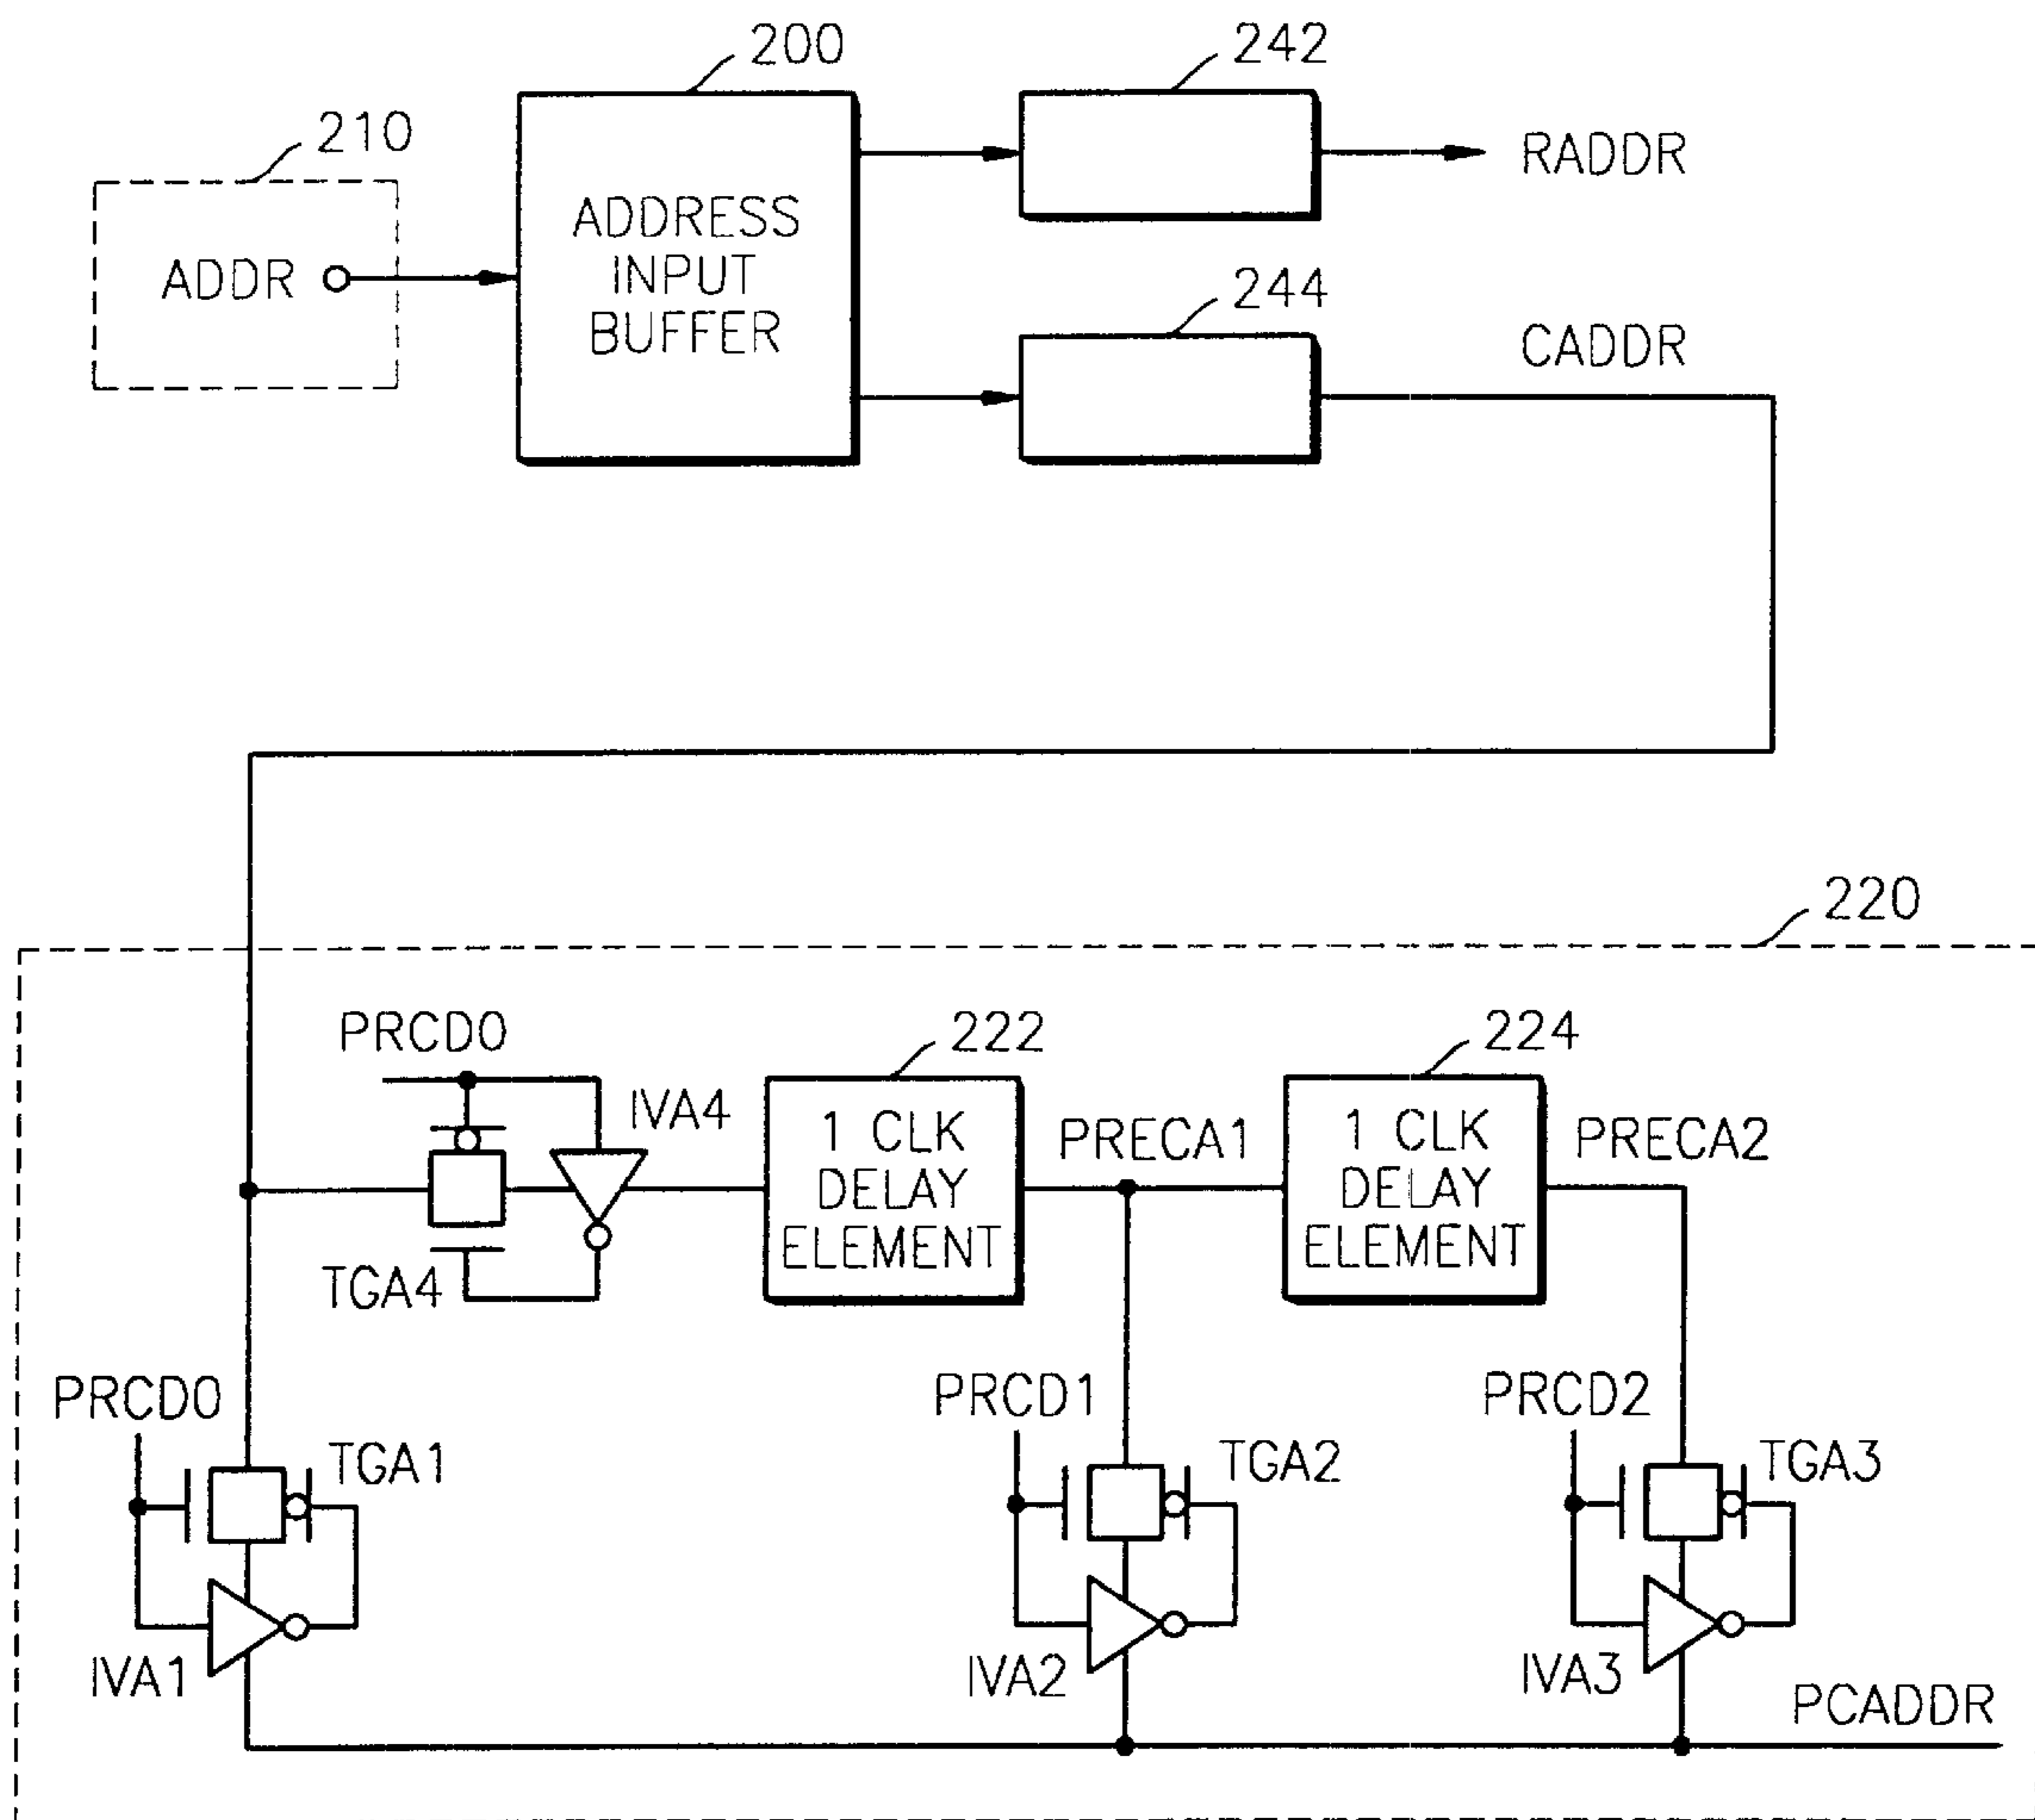 200
242
210
RADDR
ADDRESS
INPUT
BUFFER
ADDR
244
CADDR
220
PRCD0
222
224
IVA4
1 CLK
DELAY
ELEMENT
PRECA1
1 CLK
DELAY
ELEMENT
PRECA2
TGA4
PRCD0
PRCD1
PRCD2
TGA1
TGA2
TGA3
IVA1
IVA2
IVA3
PCADDR